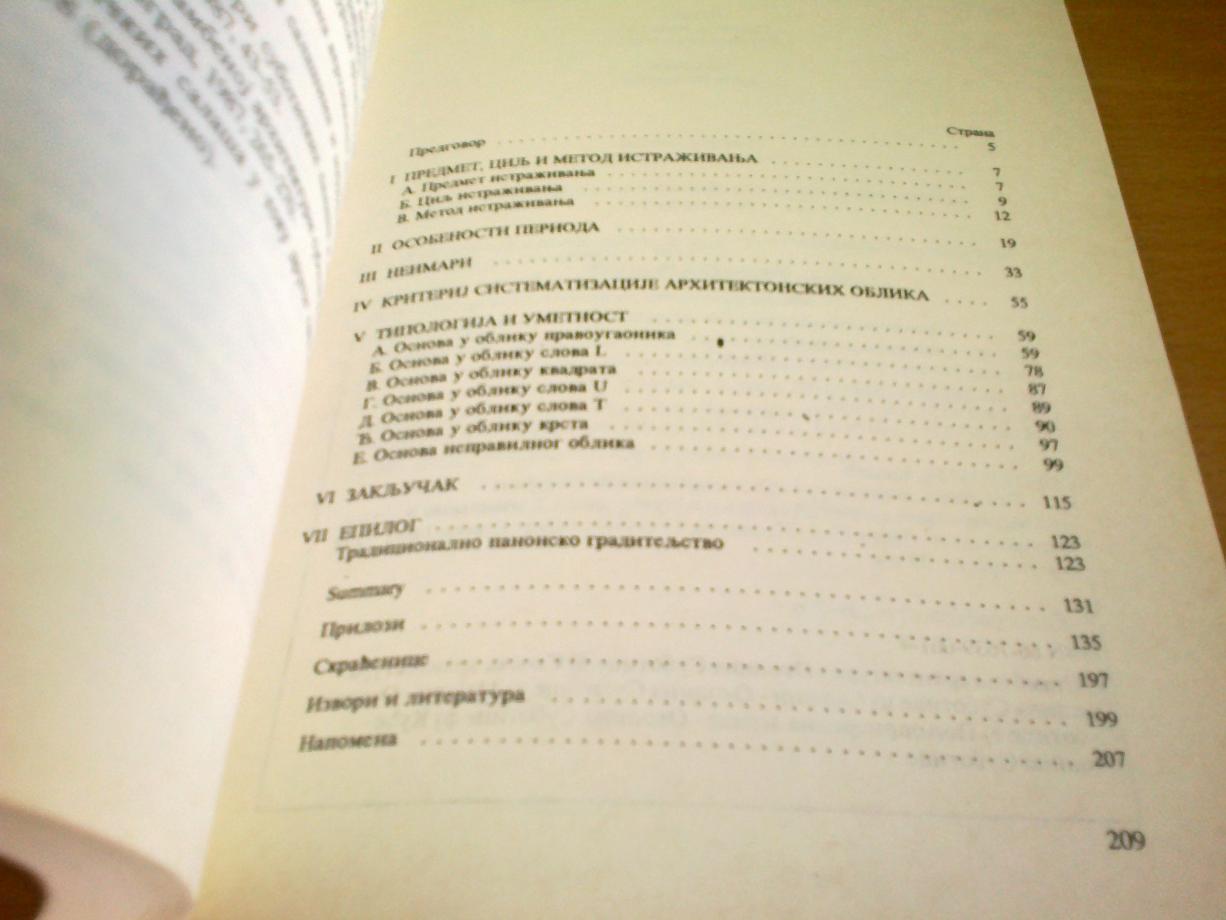 Страна
Предговор . . . . . . . . . . . . . . . . . . . . 5
I ПРЕДМЕТ, ЦИЉ И МЕТОД ИСТРАЖИВАЊА . . . . . . . . . . 7
А. Предмет истраживања . . . . . . . . . . . . . . . . 7
Б. Циљ истраживања . . . . . . . . . . . . . . . . 9
В. Метод истраживања . . . . . . . . . . . . . . . . 12
II ОСОБЕНОСТИ ПЕРИОДА . . . . . . . . . . . . . . . . 19
III НЕИМАРИ . . . . . . . . . . . . . . . . . . . . 33
IV КРИТЕРИЈ СИСТЕМАТИЗАЦИЈЕ АРХИТЕКТОНСКИХ ОБЛИКА . . . . 55
V ТИПОЛОГИЈА И УМЕТНОСТ . . . . . . . . . . . . . . . . 59
А. Основа у облику правоугаоника . . . . . . . . . . . . 59
Б. Основа у облику слова L . . . . . . . . . . . . . . . . 78
В. Основа у облику квадрата . . . . . . . . . . . . . . . . 87
Г. Основа у облику слова U . . . . . . . . . . . . . . . . 89
Д. Основа у облику слова T . . . . . . . . . . . . . . . . 90
Ђ. Основа у облику крста . . . . . . . . . . . . . . . . 97
Е. Основа неправилног облика . . . . . . . . . . . . . . . . 99
VI ЗАКЉУЧАК . . . . . . . . . . . . . . . . . . . . 115
VII ЕПИЛОГ . . . . . . . . . . . . . . . . . . . . 123
Традиционално панонско градитељство . . . . . . . . . . . . 123
Summary . . . . . . . . . . . . . . . . . . . . 131
Прилози . . . . . . . . . . . . . . . . . . . . 135
Скраћенице . . . . . . . . . . . . . . . . . . . . 197
Извори и литература . . . . . . . . . . . . . . . . 199
Напомена . . . . . . . . . . . . . . . . . . . . 207
209